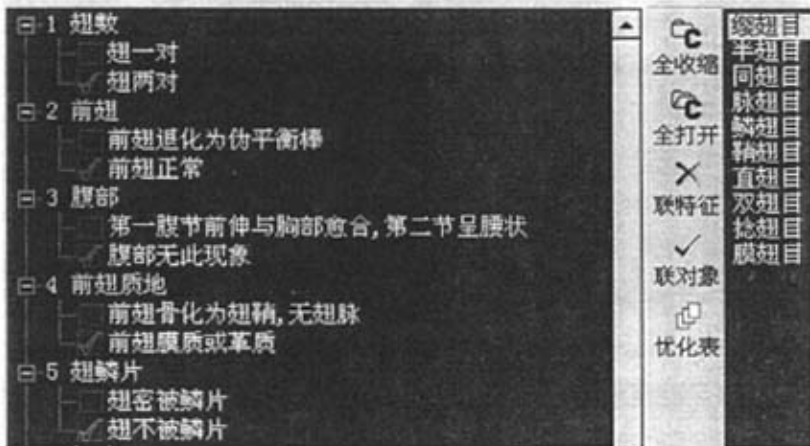 1 翅数
翅一对
翅两对
2 前翅
前翅退化为伪平衡棒
前翅正常
3 腹部
第一腹节前伸与胸部愈合,第二节呈腰状
腹部无此现象
4 前翅质地
前翅骨化为翅鞘,无翅脉
前翅膜质或革质
5 翅鳞片
翅密被鳞片
翅不被鳞片
全收缩
全打开
联特征
联对象
优化表
缨翅目
半翅目
同翅目
脉翅目
鳞翅目
鞘翅目
直翅目
双翅目
捻翅目
膜翅目